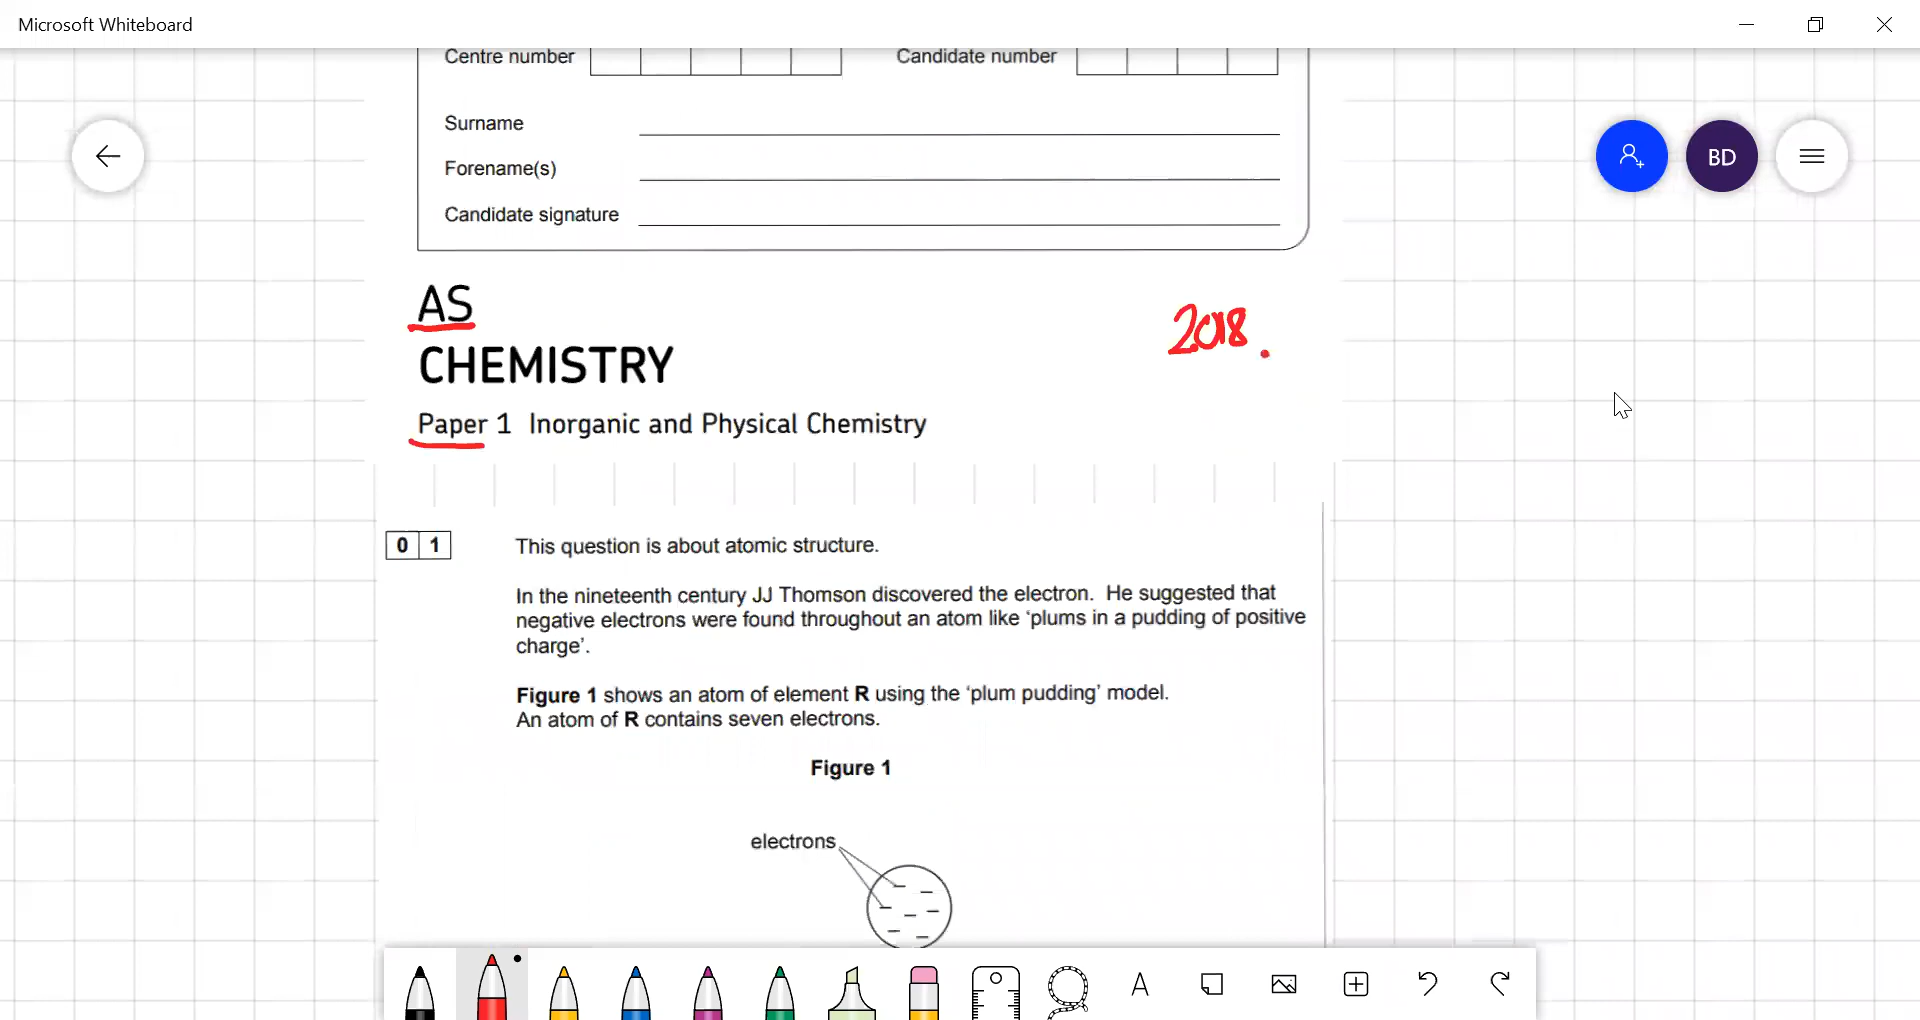 Microsoft Whiteboard
Centre number Candidate number
Surname
Forename(s)
Candidate signature
BD
AS
2018.
CHEMISTRY
Paper 1 Inorganic and Physical Chemistry
0 1 This question is about atomic structure.
In the nineteenth century JJ Thomson discovered the electron. He suggested that
negative electrons were found throughout an atom like ‘plums in a pudding of positive
charge’.
Figure 1 shows an atom of element R using the ‘plum pudding’ model.
An atom of R contains seven electrons.
Figure 1
electrons